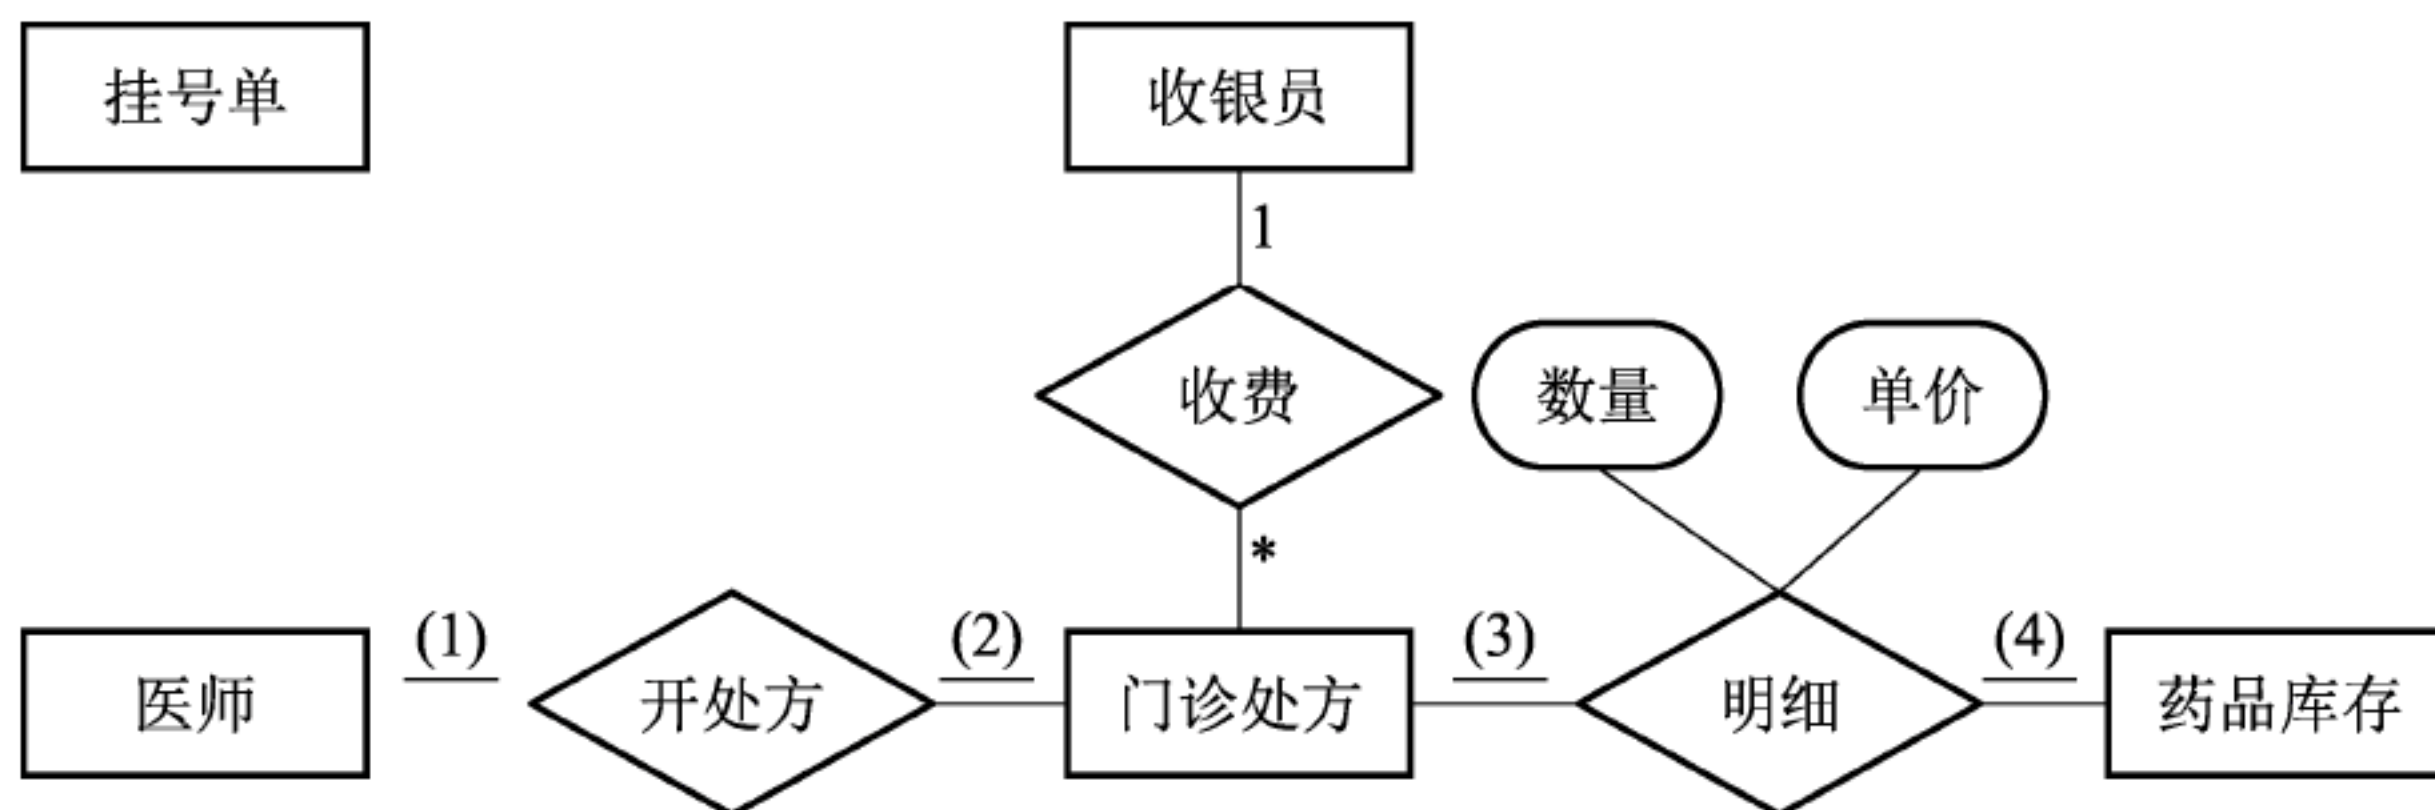 挂号单
收银员
1
收费
数量
单价
*
医师
(1)
开处方
(2)
门诊处方
(3)
明细
(4)
药品库存